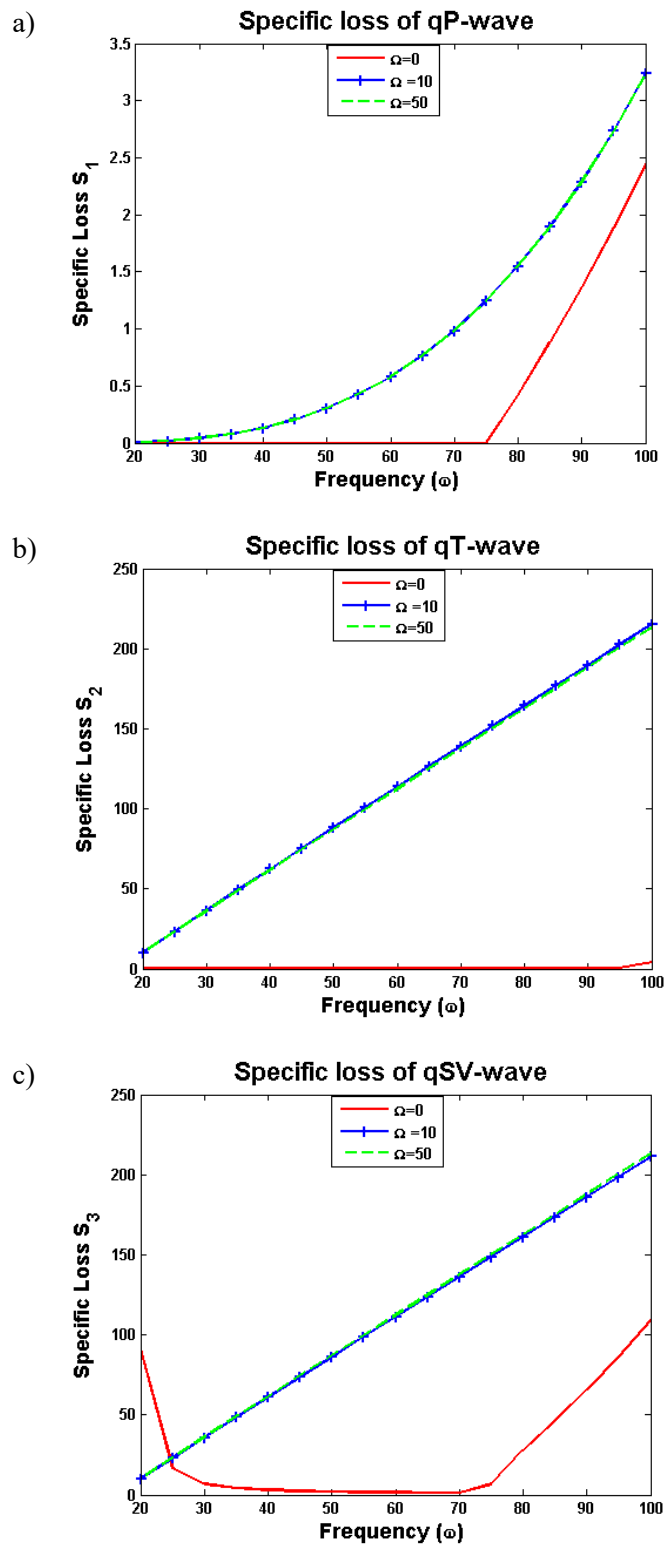 a)
Specific loss of qP-wave
Ω=0
Ω =10
Ω=50
3.5
3
2.5
2
1.5
1
0.5
0
Specific Loss S1
20 30 40 50 60 70 80 90 100
Frequency (ω)
b)
Specific loss of qT-wave
Ω=0
Ω =10
Ω=50
250
200
150
100
50
0
Specific Loss S2
20 30 40 50 60 70 80 90 100
Frequency (ω)
c)
Specific loss of qSV-wave
Ω=0
Ω =10
Ω=50
250
200
150
100
50
0
Specific Loss S3
20 30 40 50 60 70 80 90 100
Frequency (ω)